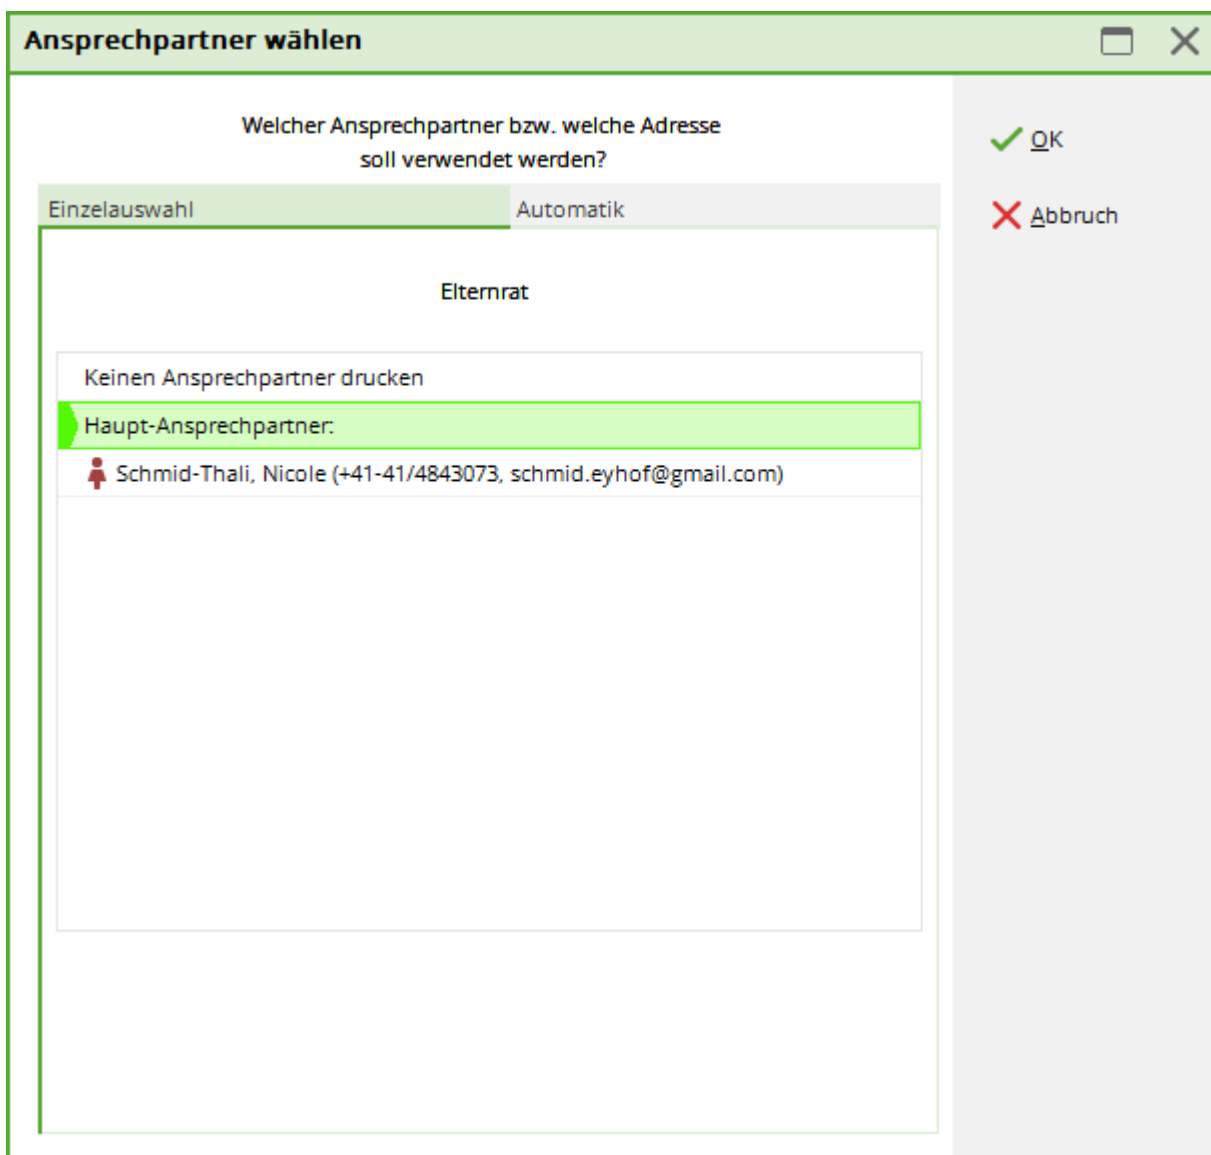 Ansprechpartner wählen
Welcher Ansprechpartner bzw. welche Adresse
soll verwendet werden?
OK
Abbruch
Einzelauswahl
Automatik
Elternrat
Keinen Ansprechpartner drucken
Haupt-Ansprechpartner:
Schmid-Thali, Nicole (+41-41/4843073, schmid.eyhof@gmail.com)